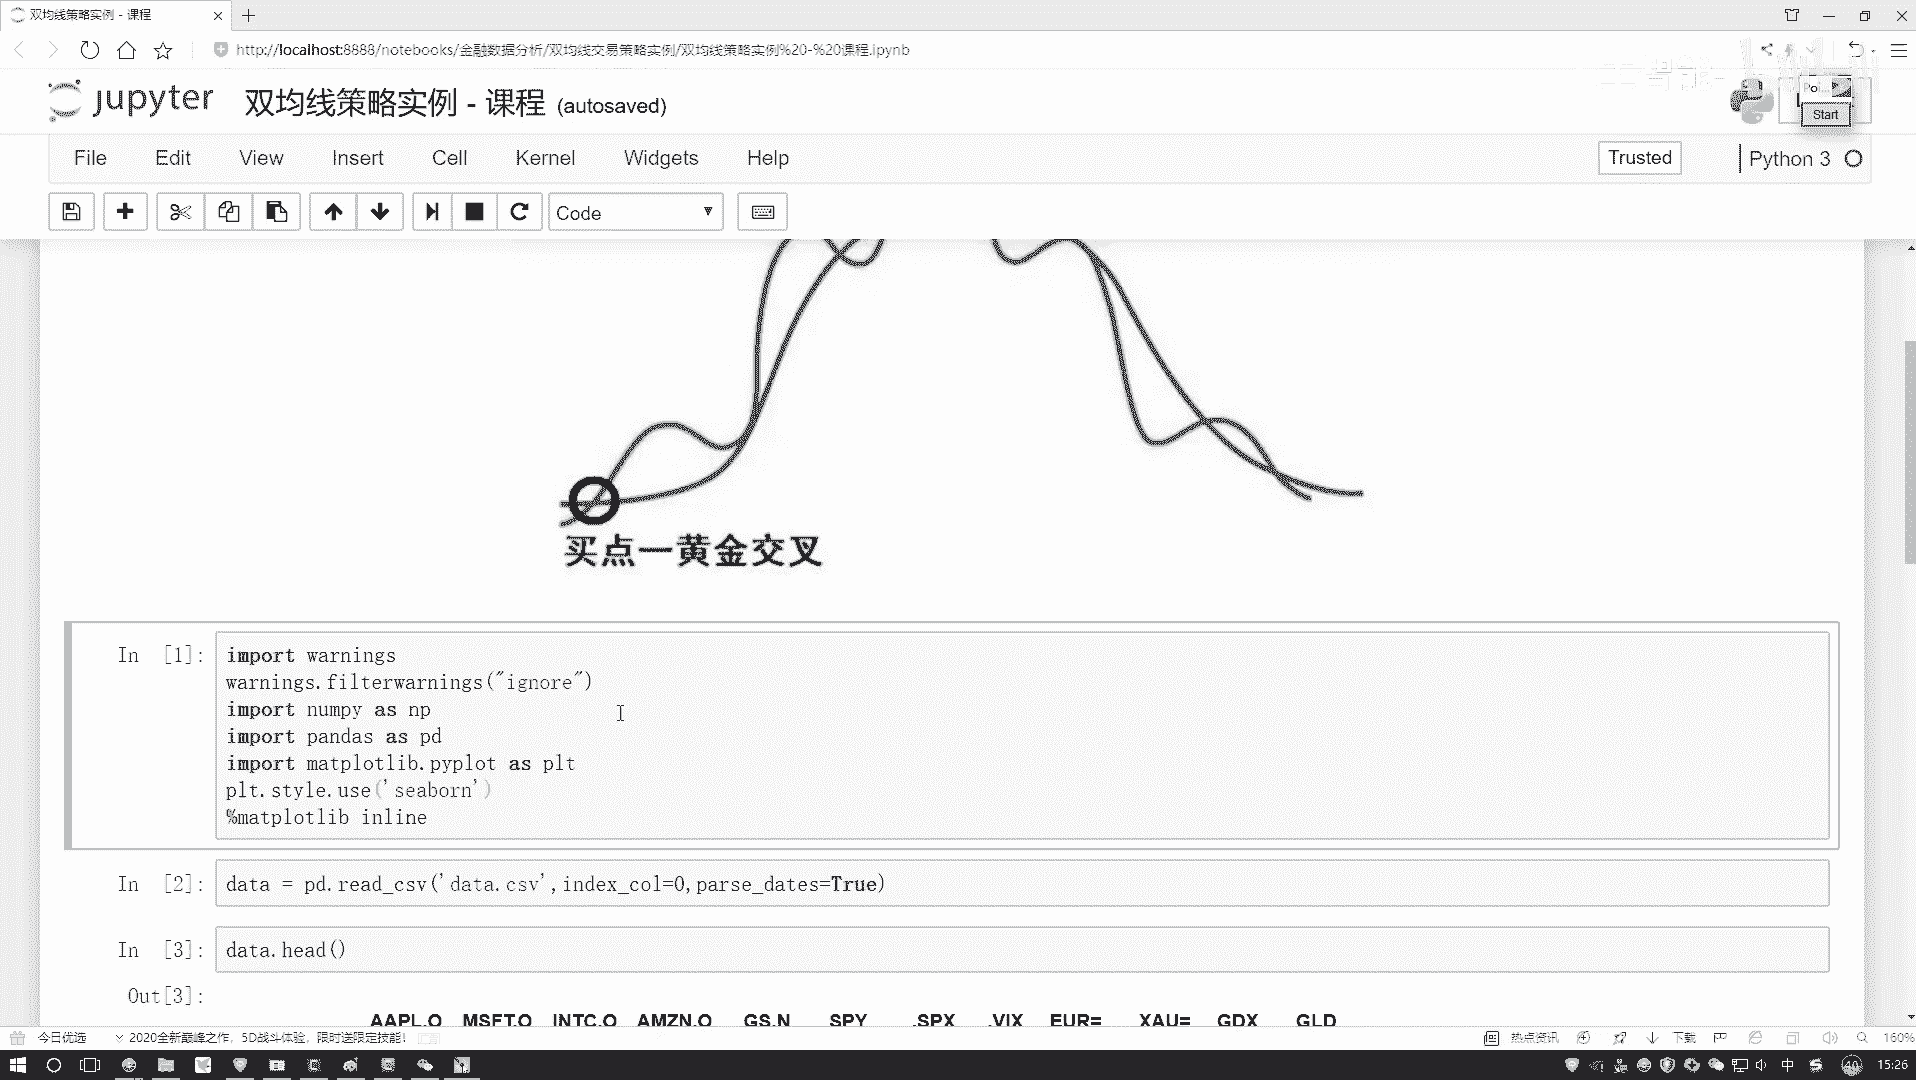 双均线策略实例 - 课程
http://localhost:8888/notebooks/金融数据分析/双均线交易策略实例/双均线策略实例%20-%20课程.ipynb
jupyter 双均线策略实例 - 课程 (autosaved)
Start
File Edit View Insert Cell Kernel Widgets Help
Trusted
Python 3
Code
买点一黄金交叉
In [1]:
import warnings
warnings.filterwarnings("ignore")
import numpy as np
import pandas as pd
import matplotlib.pyplot as plt
plt.style.use('seaborn')
%matplotlib inline
In [2]:
data = pd.read_csv('data.csv',index_col=0,parse_dates=True)
In [3]:
data.head()
Out[3]:
AAPL.O MSFT.O INTC.O AMZN.O GS.N SPY .SPX .VIX EUR= XAU= GDX GLD
今日优选
2020全新巅峰之作，5D战斗体验，限时送限定技能！
热点资讯
下载
160%
中
40
15:26